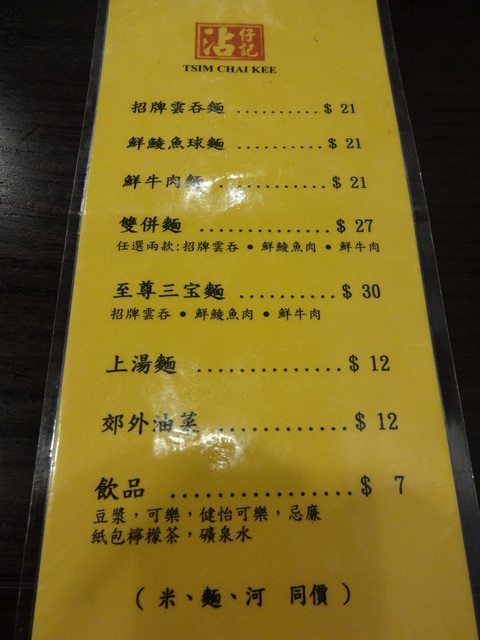 沾仔記
TSIM CHAI KEE
招牌雲吞麵 .......... $ 21
鮮鯪魚球麵 .......... $ 21
鮮牛肉麵 ............ $ 21
雙併麵 .............. $ 27
任選兩款:招牌雲吞 • 鮮鯪魚肉 • 鮮牛肉
至尊三宝麵 .......... $ 30
招牌雲吞 • 鮮鯪魚肉 • 鮮牛肉
上湯麵 .............. $ 12
郊外油菜 ............ $ 12
飲品 ................. $ 7
豆漿，可樂，健怡可樂，忌廉
紙包檸檬茶，礦泉水
( 米、麵、河 同價 )